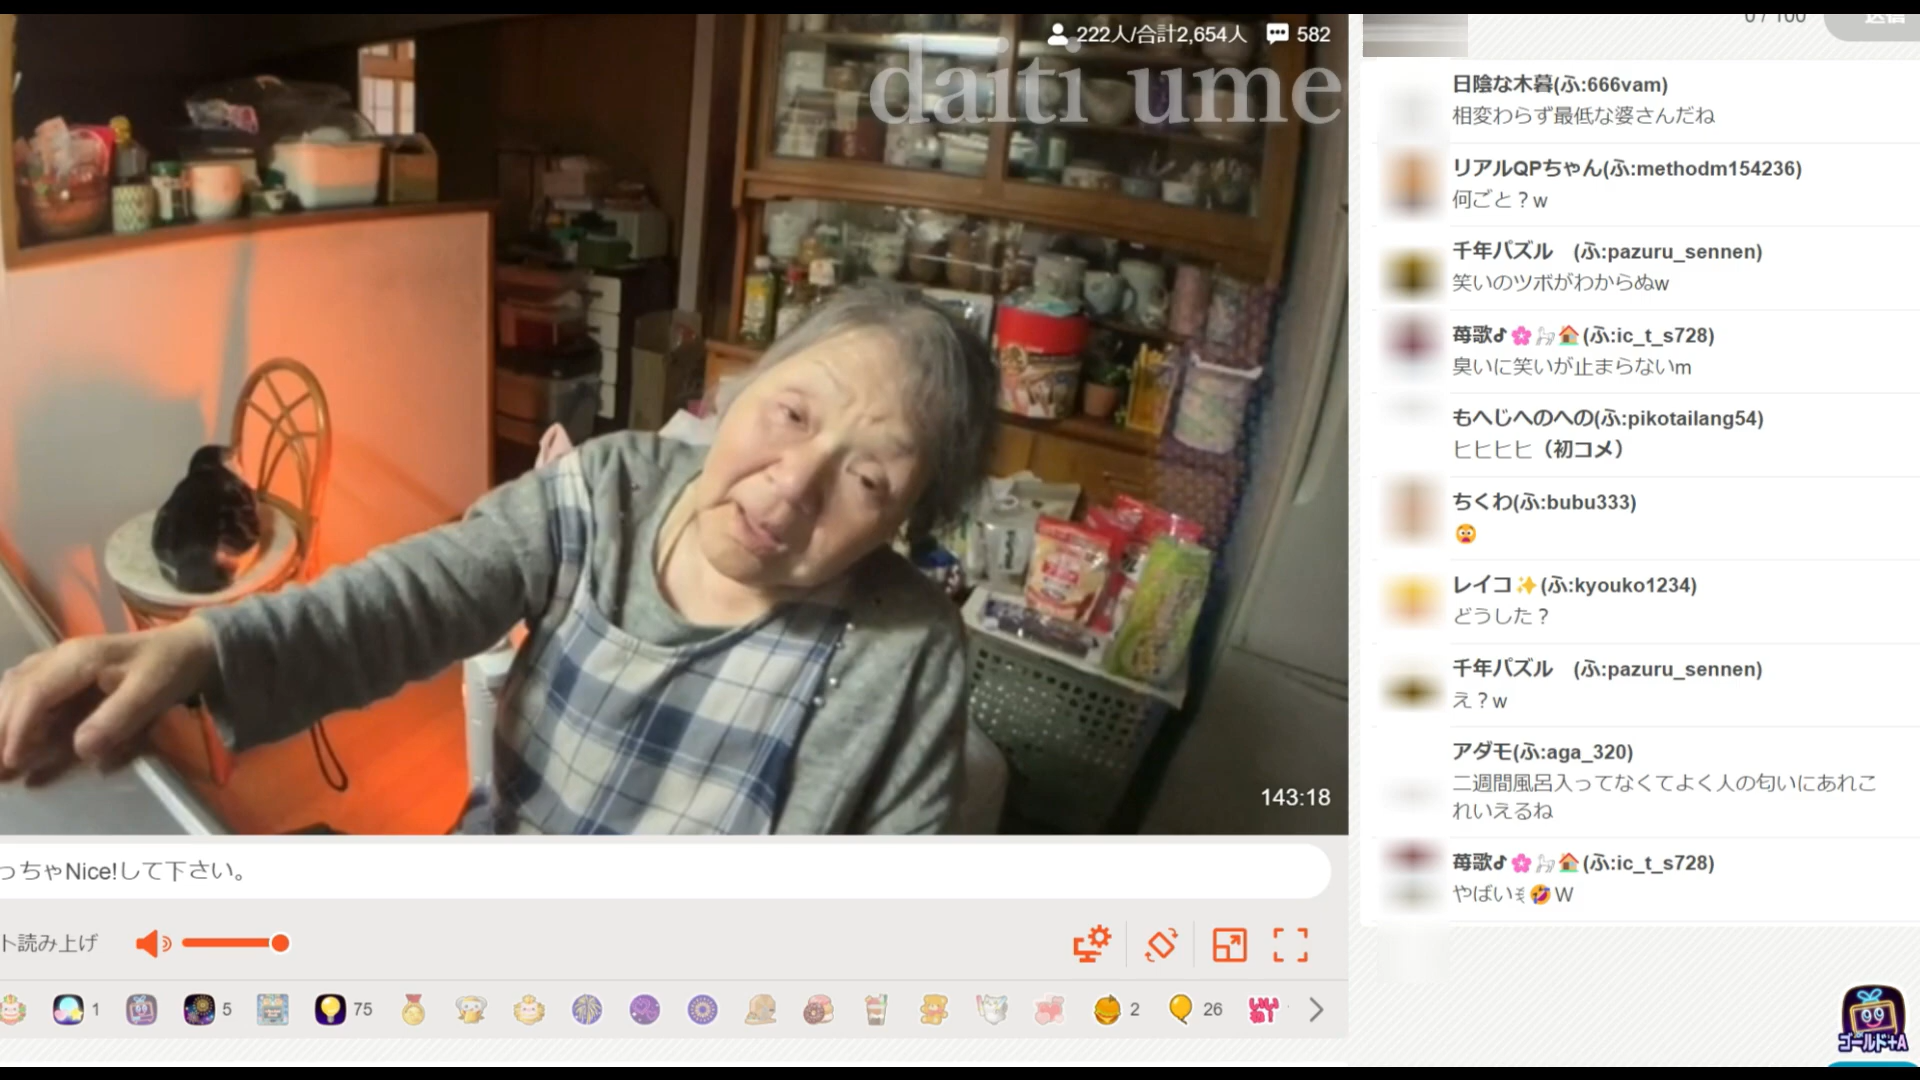 222人/合計2,654人 582
daiti ume
143:18
っちゃNice!して下さい。
ト読み上げ
1
5
75
2
26
0 / 100
送信
日陰な木暮(ふ:666vam)
相変わらず最低な婆さんだね
リアルQPちゃん(ふ:methodm154236)
何ごと？w
千年パズル　(ふ:pazuru_sennen)
笑いのツボがわからぬw
苺歌♪🌸🐈🏠(ふ:ic_t_s728)
臭いに笑いが止まらないm
もへじへのへの(ふ:pikotailang54)
ヒヒヒヒ（初コメ）
ちくわ(ふ:bubu333)
😨
レイコ✨(ふ:kyouko1234)
どうした？
千年パズル　(ふ:pazuru_sennen)
え？w
アダモ(ふ:aga_320)
二週間風呂入ってなくてよく人の匂いにあれこ
れいえるね
苺歌♪🌸🐈🏠(ふ:ic_t_s728)
やばいꉂ🤣W
ゴールド+A